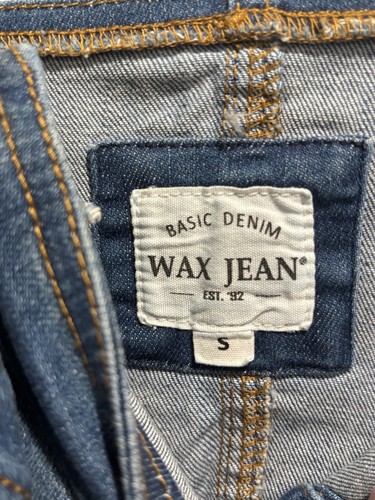 BASIC DENIM
WAX JEAN®
EST. '92
S